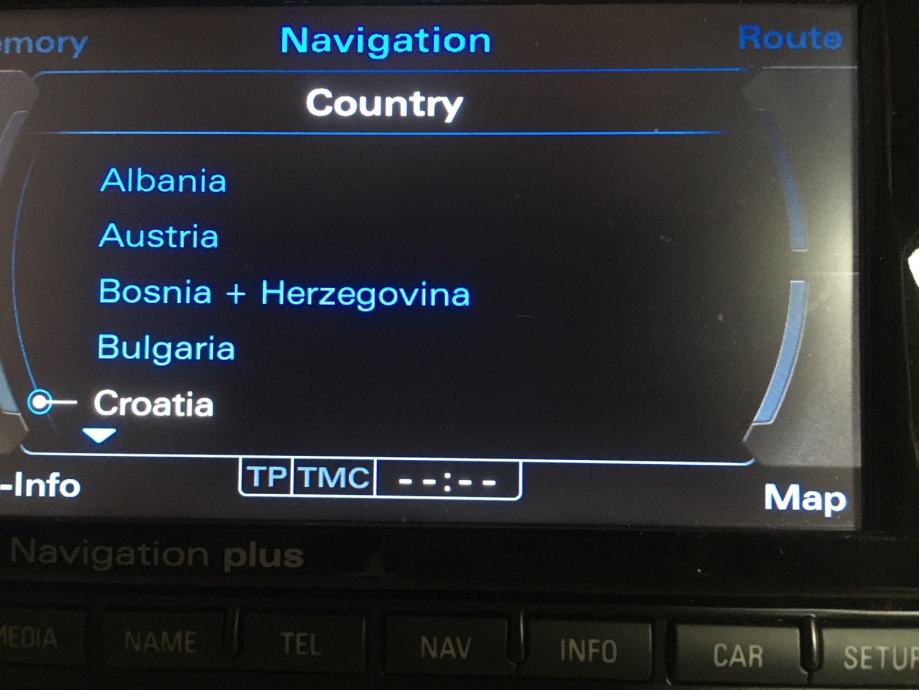 emory Navigation Route
Country
Albania
Austria
Bosnia + Herzegovina
Bulgaria
Croatia
-Info TP TMC --:-- Map
Navigation plus
MEDIA NAME TEL NAV INFO CAR SETUP